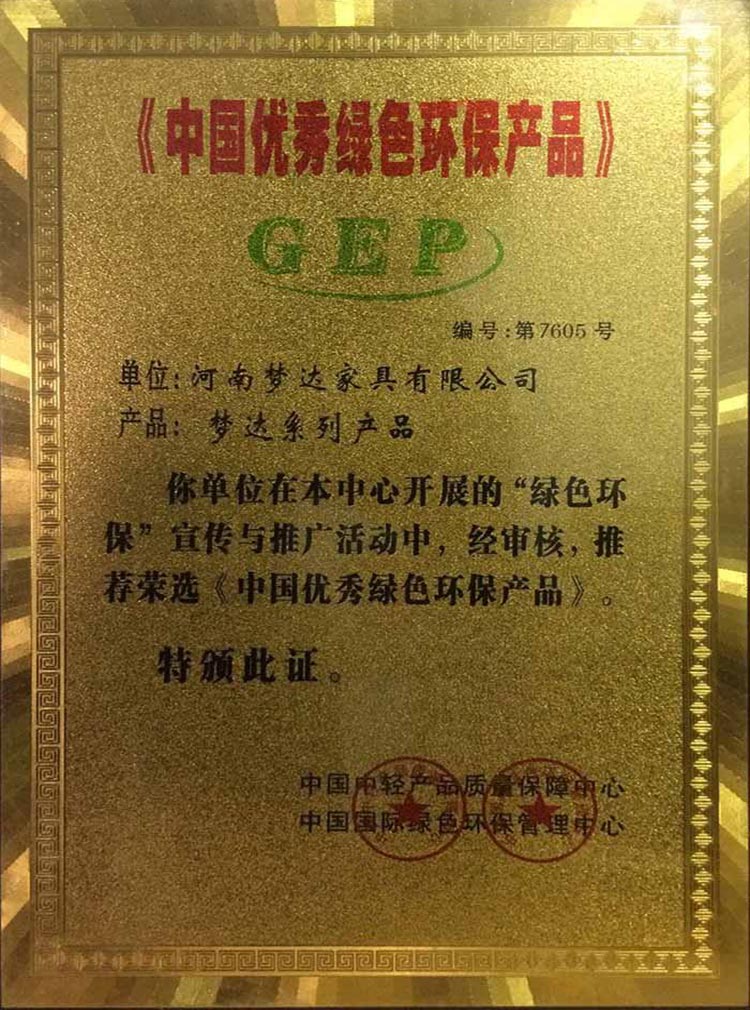 《中国优秀绿色环保产品》
GEP
编号:第7605号
单位:河南梦达家具有限公司
产品:梦达系列产品
你单位在本中心开展的“绿色环
保”宣传与推广活动中，经审核，推
荐荣选《中国优秀绿色环保产品》。
特颁此证。
中国中轻产品质量保障中心
中国国际绿色环保管理中心